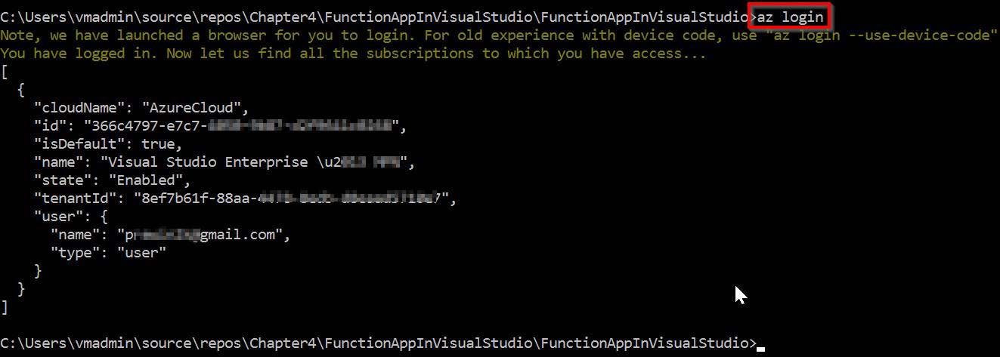 C:\Users\vmadmin\source\repos\Chapter4\FunctionAppInVisualStudio\FunctionAppInVisualStudio>az login
Note, we have launched a browser for you to login. For old experience with device code, use "az login --use-device-code"
You have logged in. Now let us find all the subscriptions to which you have access...
[
  {
    "cloudName": "AzureCloud",
    "id": "366c4797-e7c7-",
    "isDefault": true,
    "name": "Visual Studio Enterprise \u2",
    "state": "Enabled",
    "tenantId": "8ef7b61f-88aa-7",
    "user": {
      "name": "p@gmail.com",
      "type": "user"
    }
  }
]
C:\Users\vmadmin\source\repos\Chapter4\FunctionAppInVisualStudio\FunctionAppInVisualStudio>